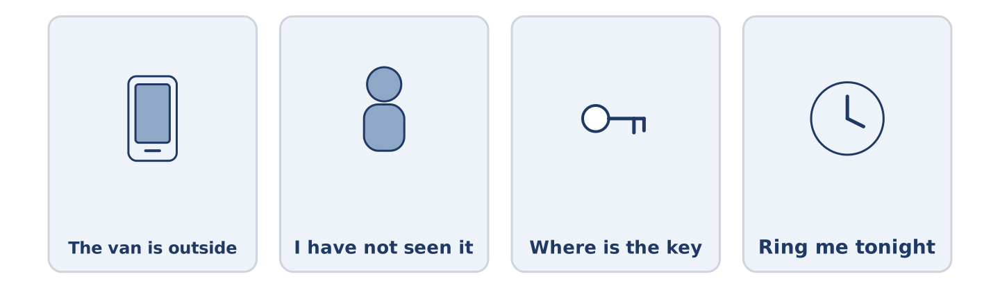 The van is outside
I have not seen it
Where is the key
Ring me tonight